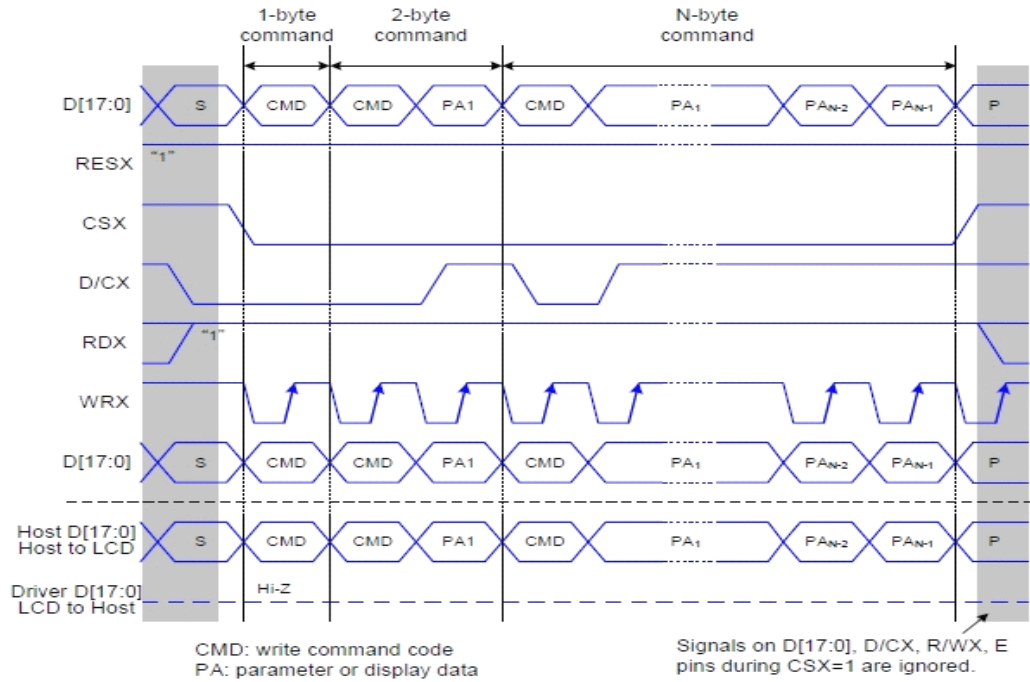 1-byte command
2-byte command
N-byte command
D[17:0]
S CMD CMD PA1 CMD PA1 PAN-2 PAN-1 P
RESX
"1"
CSX
D/CX
RDX
"1"
WRX
D[17:0]
S CMD CMD PA1 CMD PA1 PAN-2 PAN-1 P
Host D[17:0]
Host to LCD
S CMD CMD PA1 CMD PA1 PAN-2 PAN-1 P
Driver D[17:0]
LCD to Host
Hi-Z
CMD: write command code
PA: parameter or display data
Signals on D[17:0], D/CX, R/WX, E
pins during CSX=1 are ignored.